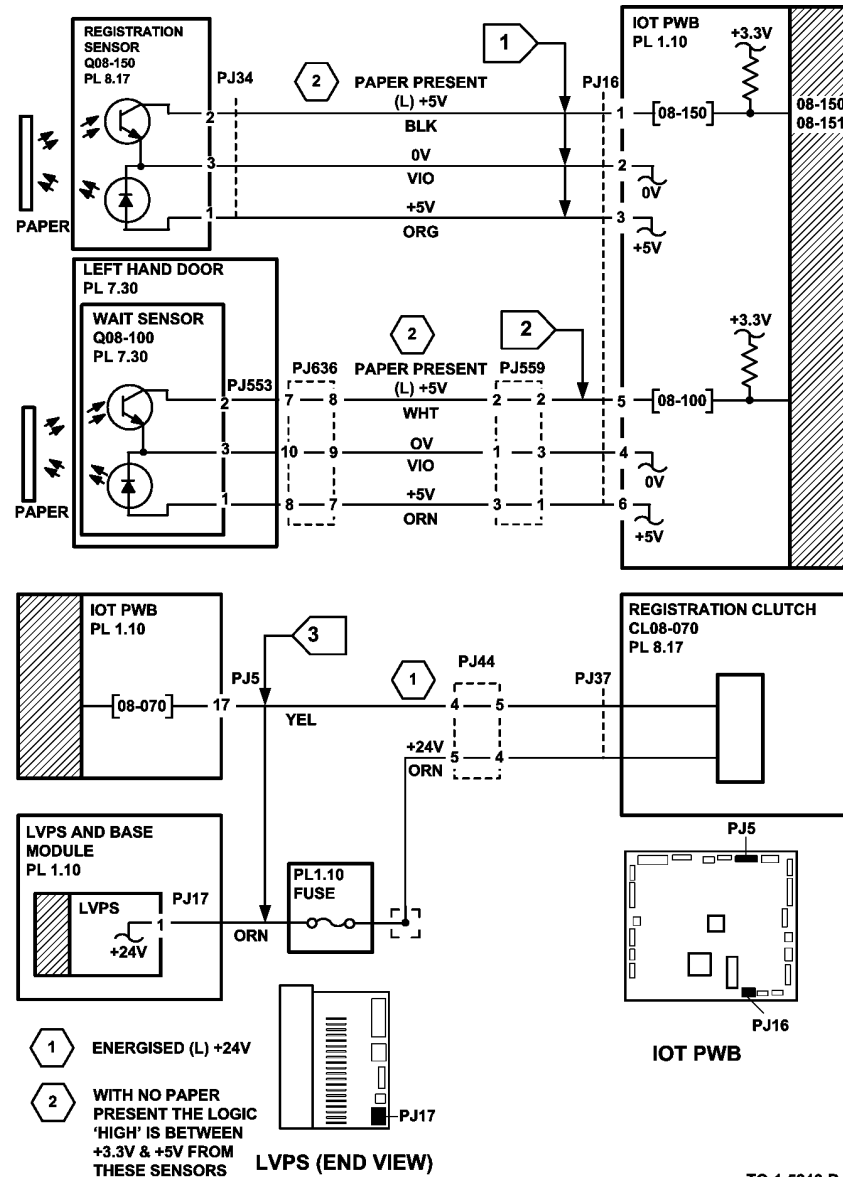 REGISTRATION
SENSOR
Q08-150
PL 8.17
PJ34
2
PAPER PRESENT
(L) +5V
BLK
1
PJ16
IOT PWB
PL 1.10
+3.3V
2
1
[08-150]
08-150
08-151
3
0V
VIO
2
0V
1
+5V
ORG
3
+5V
PAPER
LEFT HAND DOOR
PL 7.30
WAIT SENSOR
Q08-100
PL 7.30
PJ553
PJ636
2
PAPER PRESENT
(L) +5V
WHT
PJ559
2
+3.3V
2
7
8
2
2
5
[08-100]
3
10
9
OV
VIO
1
3
4
0V
1
8
7
+5V
ORN
3
1
6
+5V
PAPER
IOT PWB
PL 1.10
[08-070]
17
PJ5
3
YEL
1
PJ44
4
5
PJ37
REGISTRATION CLUTCH
CL08-070
PL 8.17
+24V
ORN
5
4
LVPS AND BASE
MODULE
PL 1.10
LVPS
+24V
1
PJ17
ORN
PL1.10
FUSE
PJ5
PJ16
IOT PWB
1
ENERGISED (L) +24V
2
WITH NO PAPER
PRESENT THE LOGIC
'HIGH' IS BETWEEN
+3.3V & +5V FROM
THESE SENSORS
PJ17
LVPS (END VIEW)